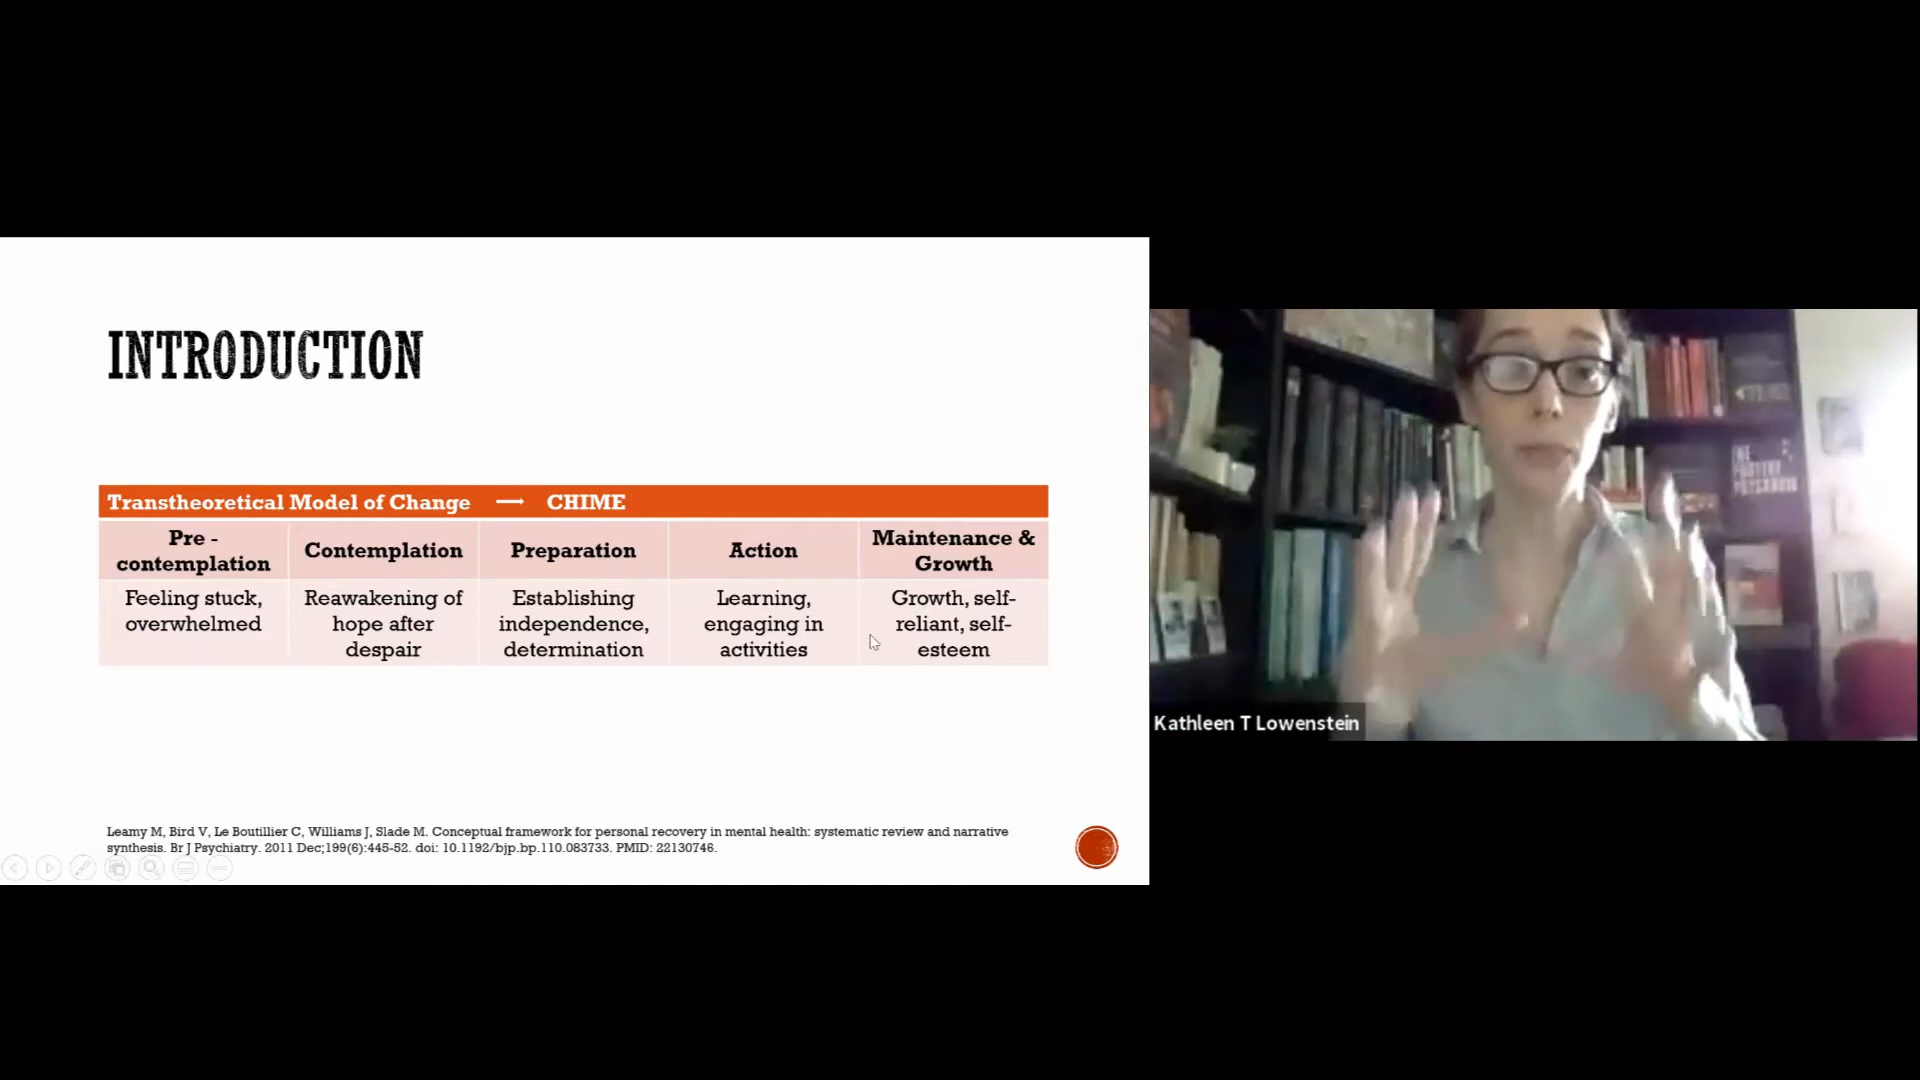 INTRODUCTION
Transtheoretical Model of Change → CHIME
Pre -
contemplation
Contemplation
Preparation
Action
Maintenance &
Growth
Feeling stuck,
overwhelmed
Reawakening of
hope after
despair
Establishing
independence,
determination
Learning,
engaging in
activities
Growth, self-
reliant, self-
esteem
Leamy M, Bird V, Le Boutillier C, Williams J, Slade M. Conceptual framework for personal recovery in mental health: systematic review and narrative
synthesis. Br J Psychiatry. 2011 Dec;199(6):445-52. doi: 10.1192/bjp.bp.110.083733. PMID: 22130746.
Kathleen T Lowenstein